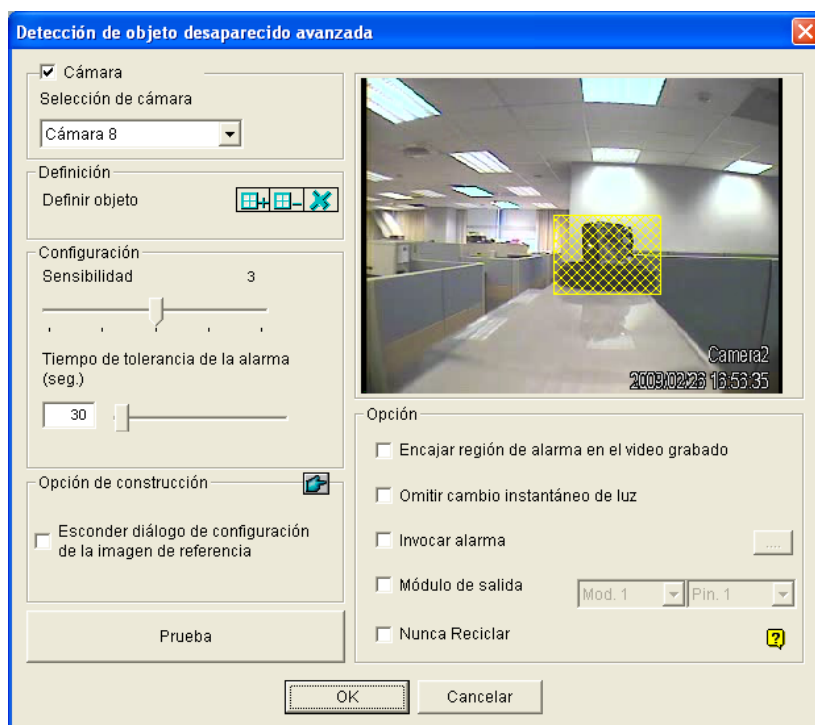 Detección de objeto desaparecido avanzada
Cámara
Selección de cámara
Cámara 8
Definición
Definir objeto
Configuración
Sensibilidad 3
Tiempo de tolerancia de la alarma
(seg.)
30
Opción de construcción
Esconder diálogo de configuración
de la imagen de referencia
Prueba
Camera2
2009/02/26 16:56:35
Opción
Encajar región de alarma en el video grabado
Omitir cambio instantáneo de luz
Invocar alarma
....
Módulo de salida
Mod. 1
Pin. 1
Nunca Reciclar
?
OK
Cancelar